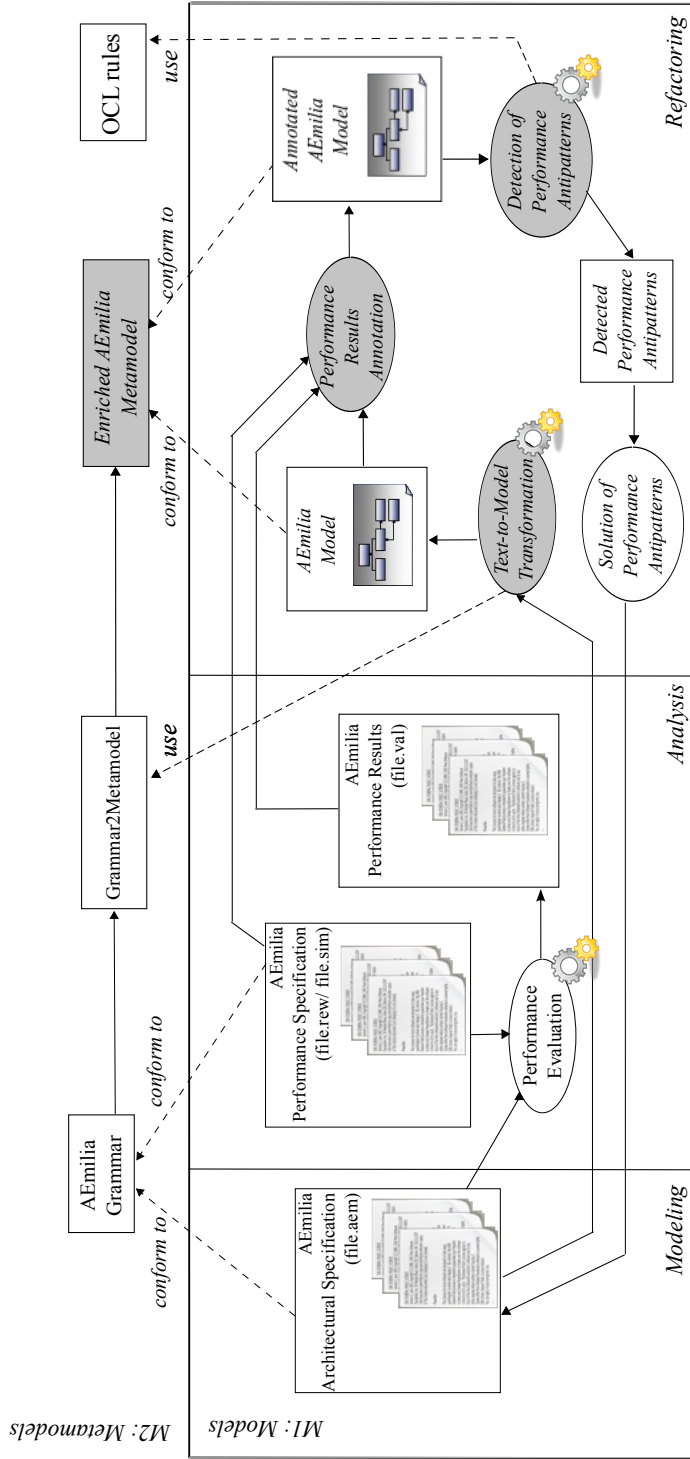 M2: Metamodels
AEmilia
Grammar
Grammar2Metamodel
Enriched AEmilia
Metamodel
OCL rules
conform to
conform to
use
conform to
conform to
use
M1: Models
AEmilia
Architectural Specification
(file.aem)
AEmilia
Performance Specification
(file.rew/ file.sim)
AEmilia
Performance Results
(file.val)
Performance
Evaluation
AEmilia
Model
Performance
Results
Annotation
Annotated
AEmilia
Model
Text-to-Model
Transformation
Detection of
Performance
Antipatterns
Solution of
Performance
Antipatterns
Detected
Performance
Antipatterns
Modeling
Analysis
Refactoring